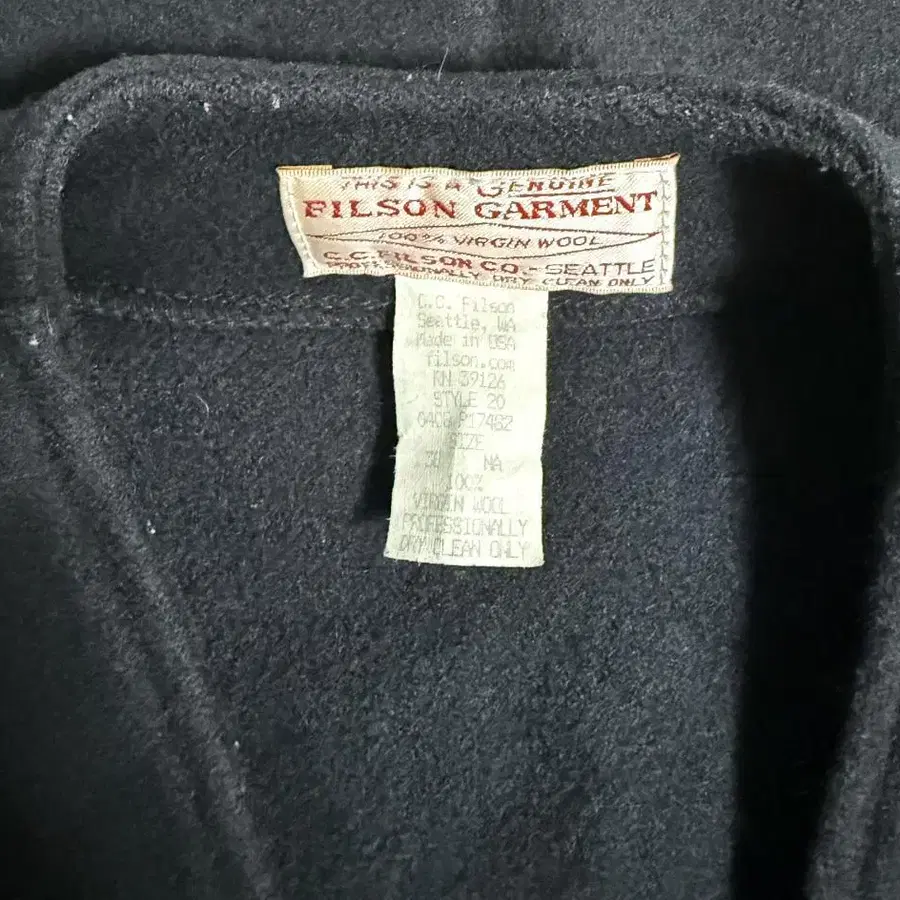 THIS IS A GENUINE
FILSON GARMENT
100% VIRGIN WOOL
C.C. FILSON CO.-SEATTLE
PROFESSIONALLY DRY CLEAN ONLY
C.C. Filson
Seattle, WA
Made in USA
filson.com
RN 39126
STYLE 20
SIZE
NA
100%
VIRGIN WOOL
PROFESSIONALLY
DRY CLEAN ONLY